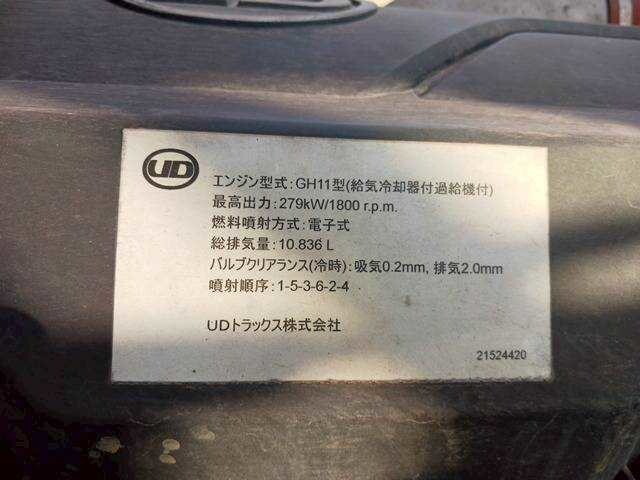 UD
エンジン型式:GH11型(給気冷却器付過給機付)
最高出力:279kW/1800 r.p.m.
燃料噴射方式:電子式
総排気量:10.836 L
バルブクリアランス(冷時):吸気0.2mm, 排気2.0mm
噴射順序:1-5-3-6-2-4
UDトラックス株式会社
21524420